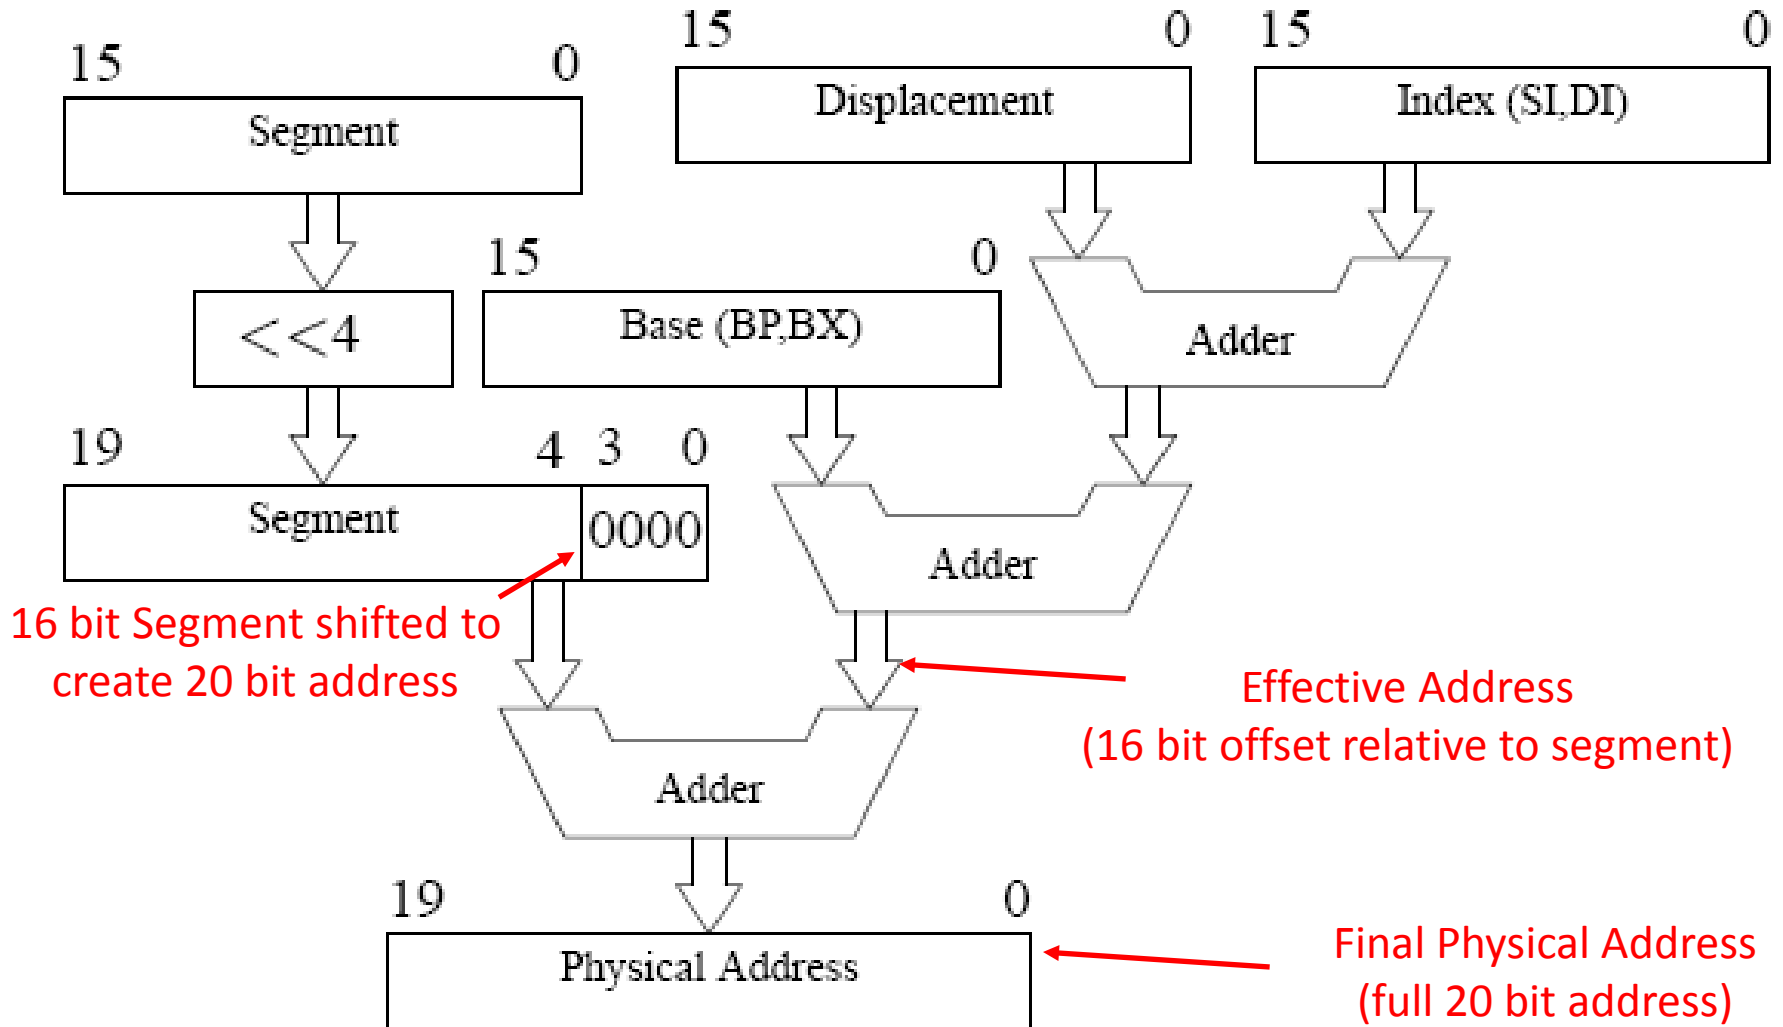 15 0 15 0
15 0
Displacement Index (SI,DI)
Segment
15 0
<<4 Base (BP,BX) Adder
19 4 3 0
Segment 0000
Adder
16 bit Segment shifted to
create 20 bit address
Effective Address
(16 bit offset relative to segment)
Adder
19 0
Physical Address
Final Physical Address
(full 20 bit address)